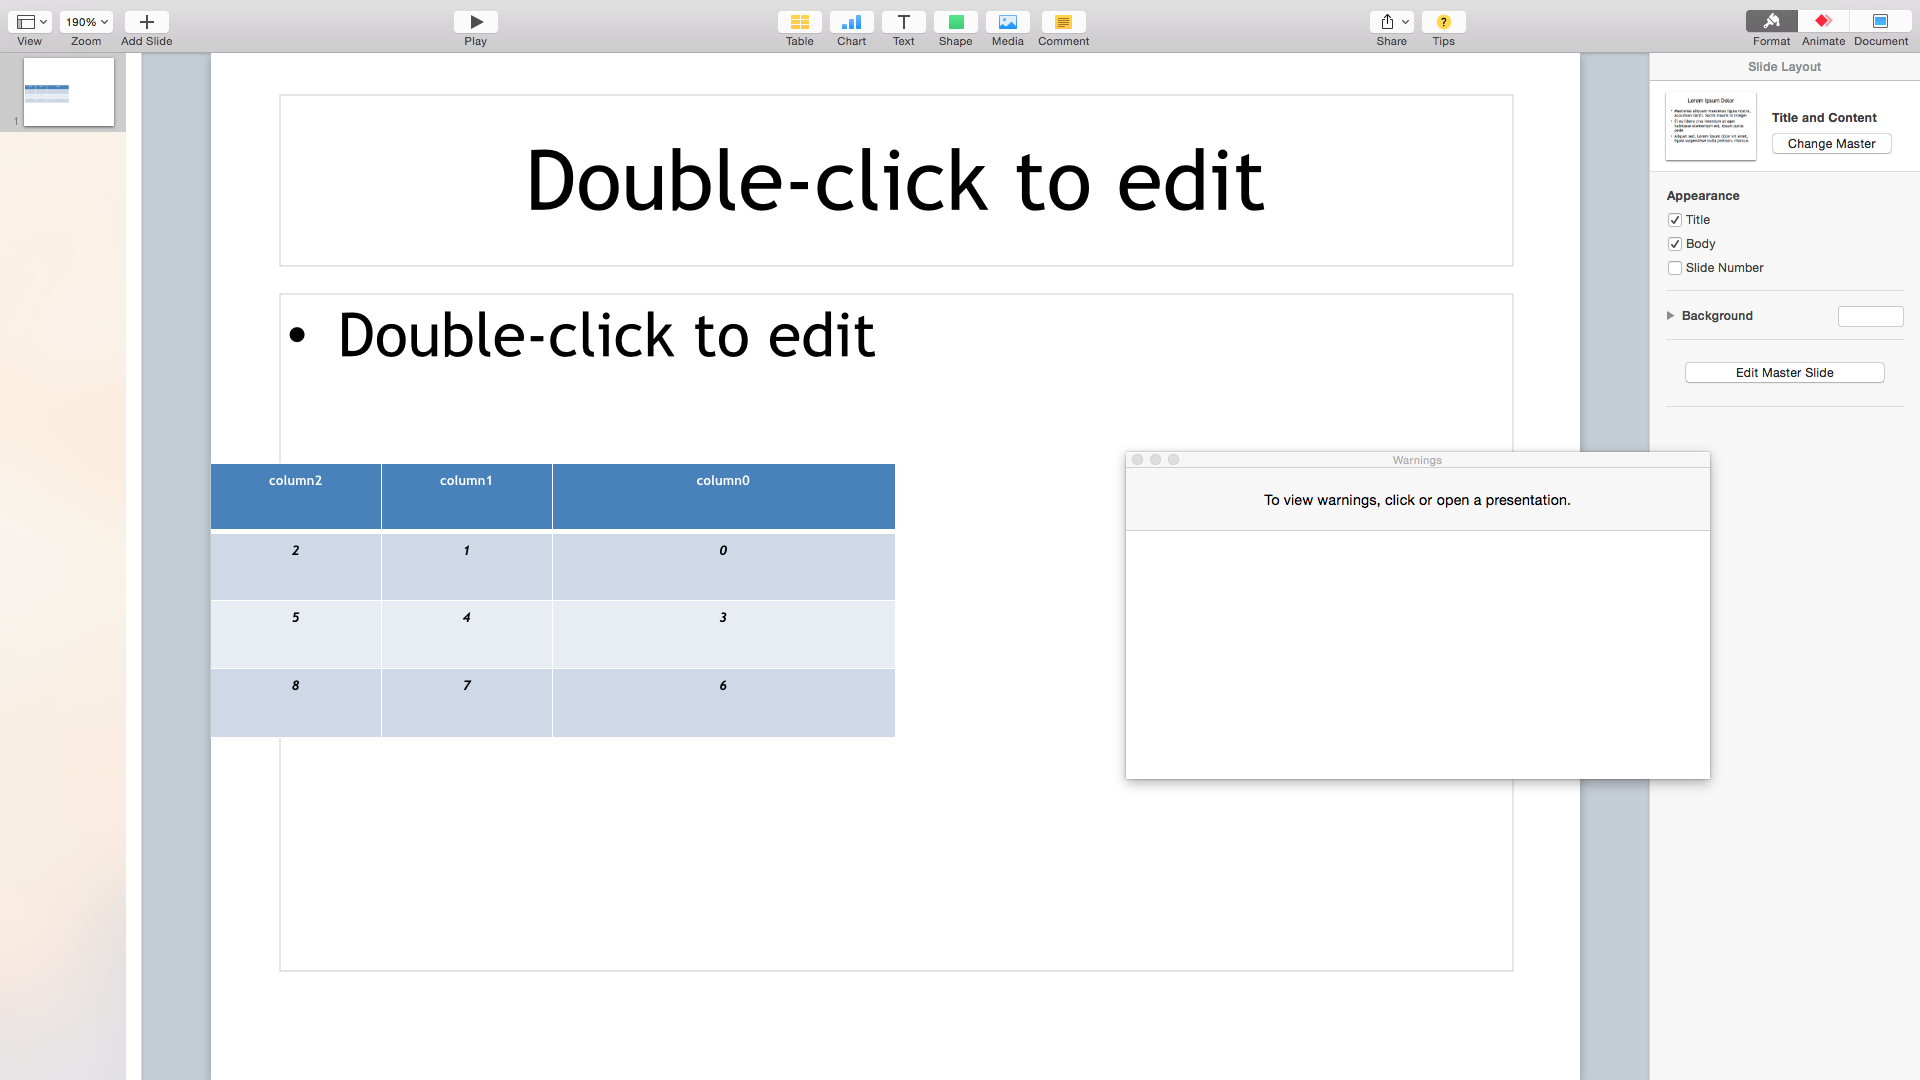 190%
View
Zoom
Add Slide
Play
Table
Chart
Text
Shape
Media
Comment
Share
Tips
Format
Animate
Document
1
Double-click to edit
• Double-click to edit
column2 column1 column0
2 1 0
5 4 3
8 7 6
Warnings
To view warnings, click or open a presentation.
Slide Layout
Lorem Ipsum Dolor
Title and Content
Change Master
Appearance
Title
Body
Slide Number
Background
Edit Master Slide